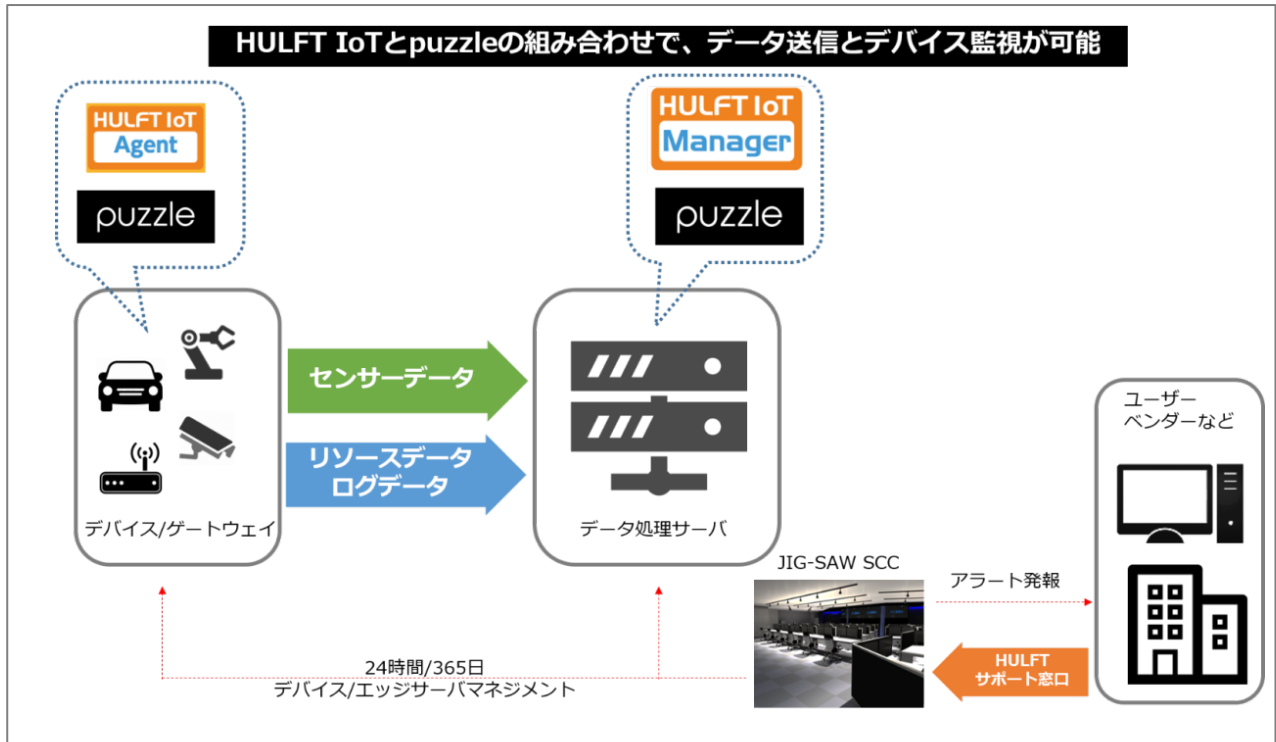 HULFT IoTとpuzzleの組み合わせで、データ送信とデバイス監視が可能
HULFT IoT
Agent
puzzle
HULFT IoT
Manager
puzzle
センサーデータ
リソースデータ
ログデータ
デバイス/ゲートウェイ
データ処理サーバ
ユーザー
ベンダーなど
JIG-SAW SCC
アラート発報
HULFT
サポート窓口
24時間/365日
デバイス/エッジサーバマネジメント